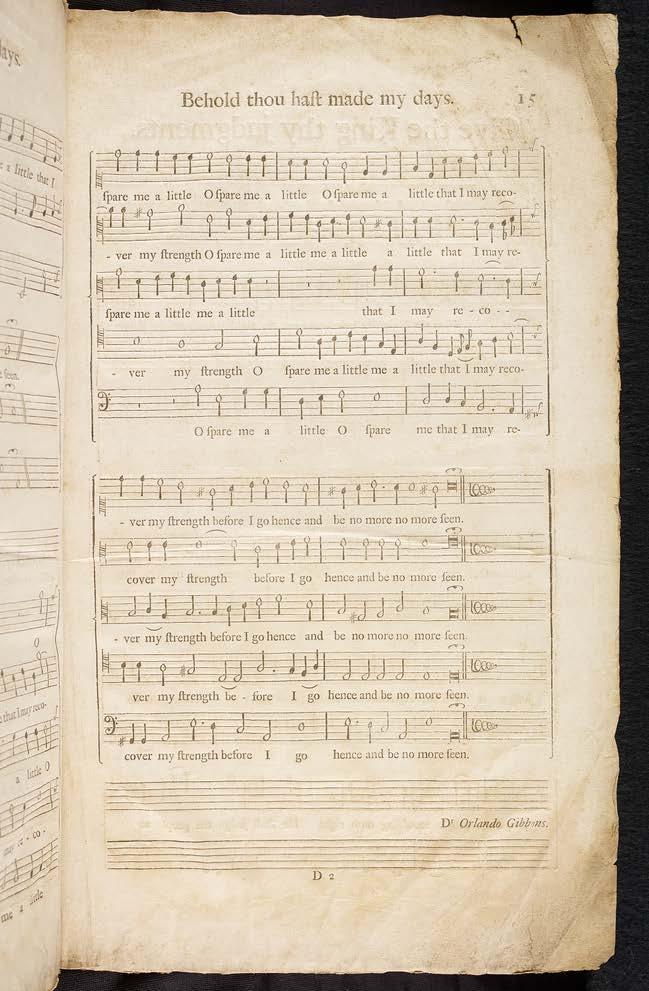 Behold thou haſt made my days. 15
ſpare me a little O ſpare me a little O ſpare me a little that I may reco-
- ver my ſtrength O ſpare me a little me a little a little that I may re-
ſpare me a little me a little that I may re - co - -
- ver my ſtrength O ſpare me a little me a little that I may reco-
O ſpare me a little O ſpare me that I may re-
- ver my ſtrength before I go hence and be no more no more ſeen.
cover my ſtrength before I go hence and be no more ſeen.
- ver my ſtrength before I go hence and be no more no more ſeen.
ver my ſtrength be - fore I go hence and be no more ſeen.
cover my ſtrength before I go hence and be no more ſeen.
Dr Orlando Gibbons.
D 2
days.
me a little that I
ſeen.
that I may reco-
a little O
may re - co -
me a little